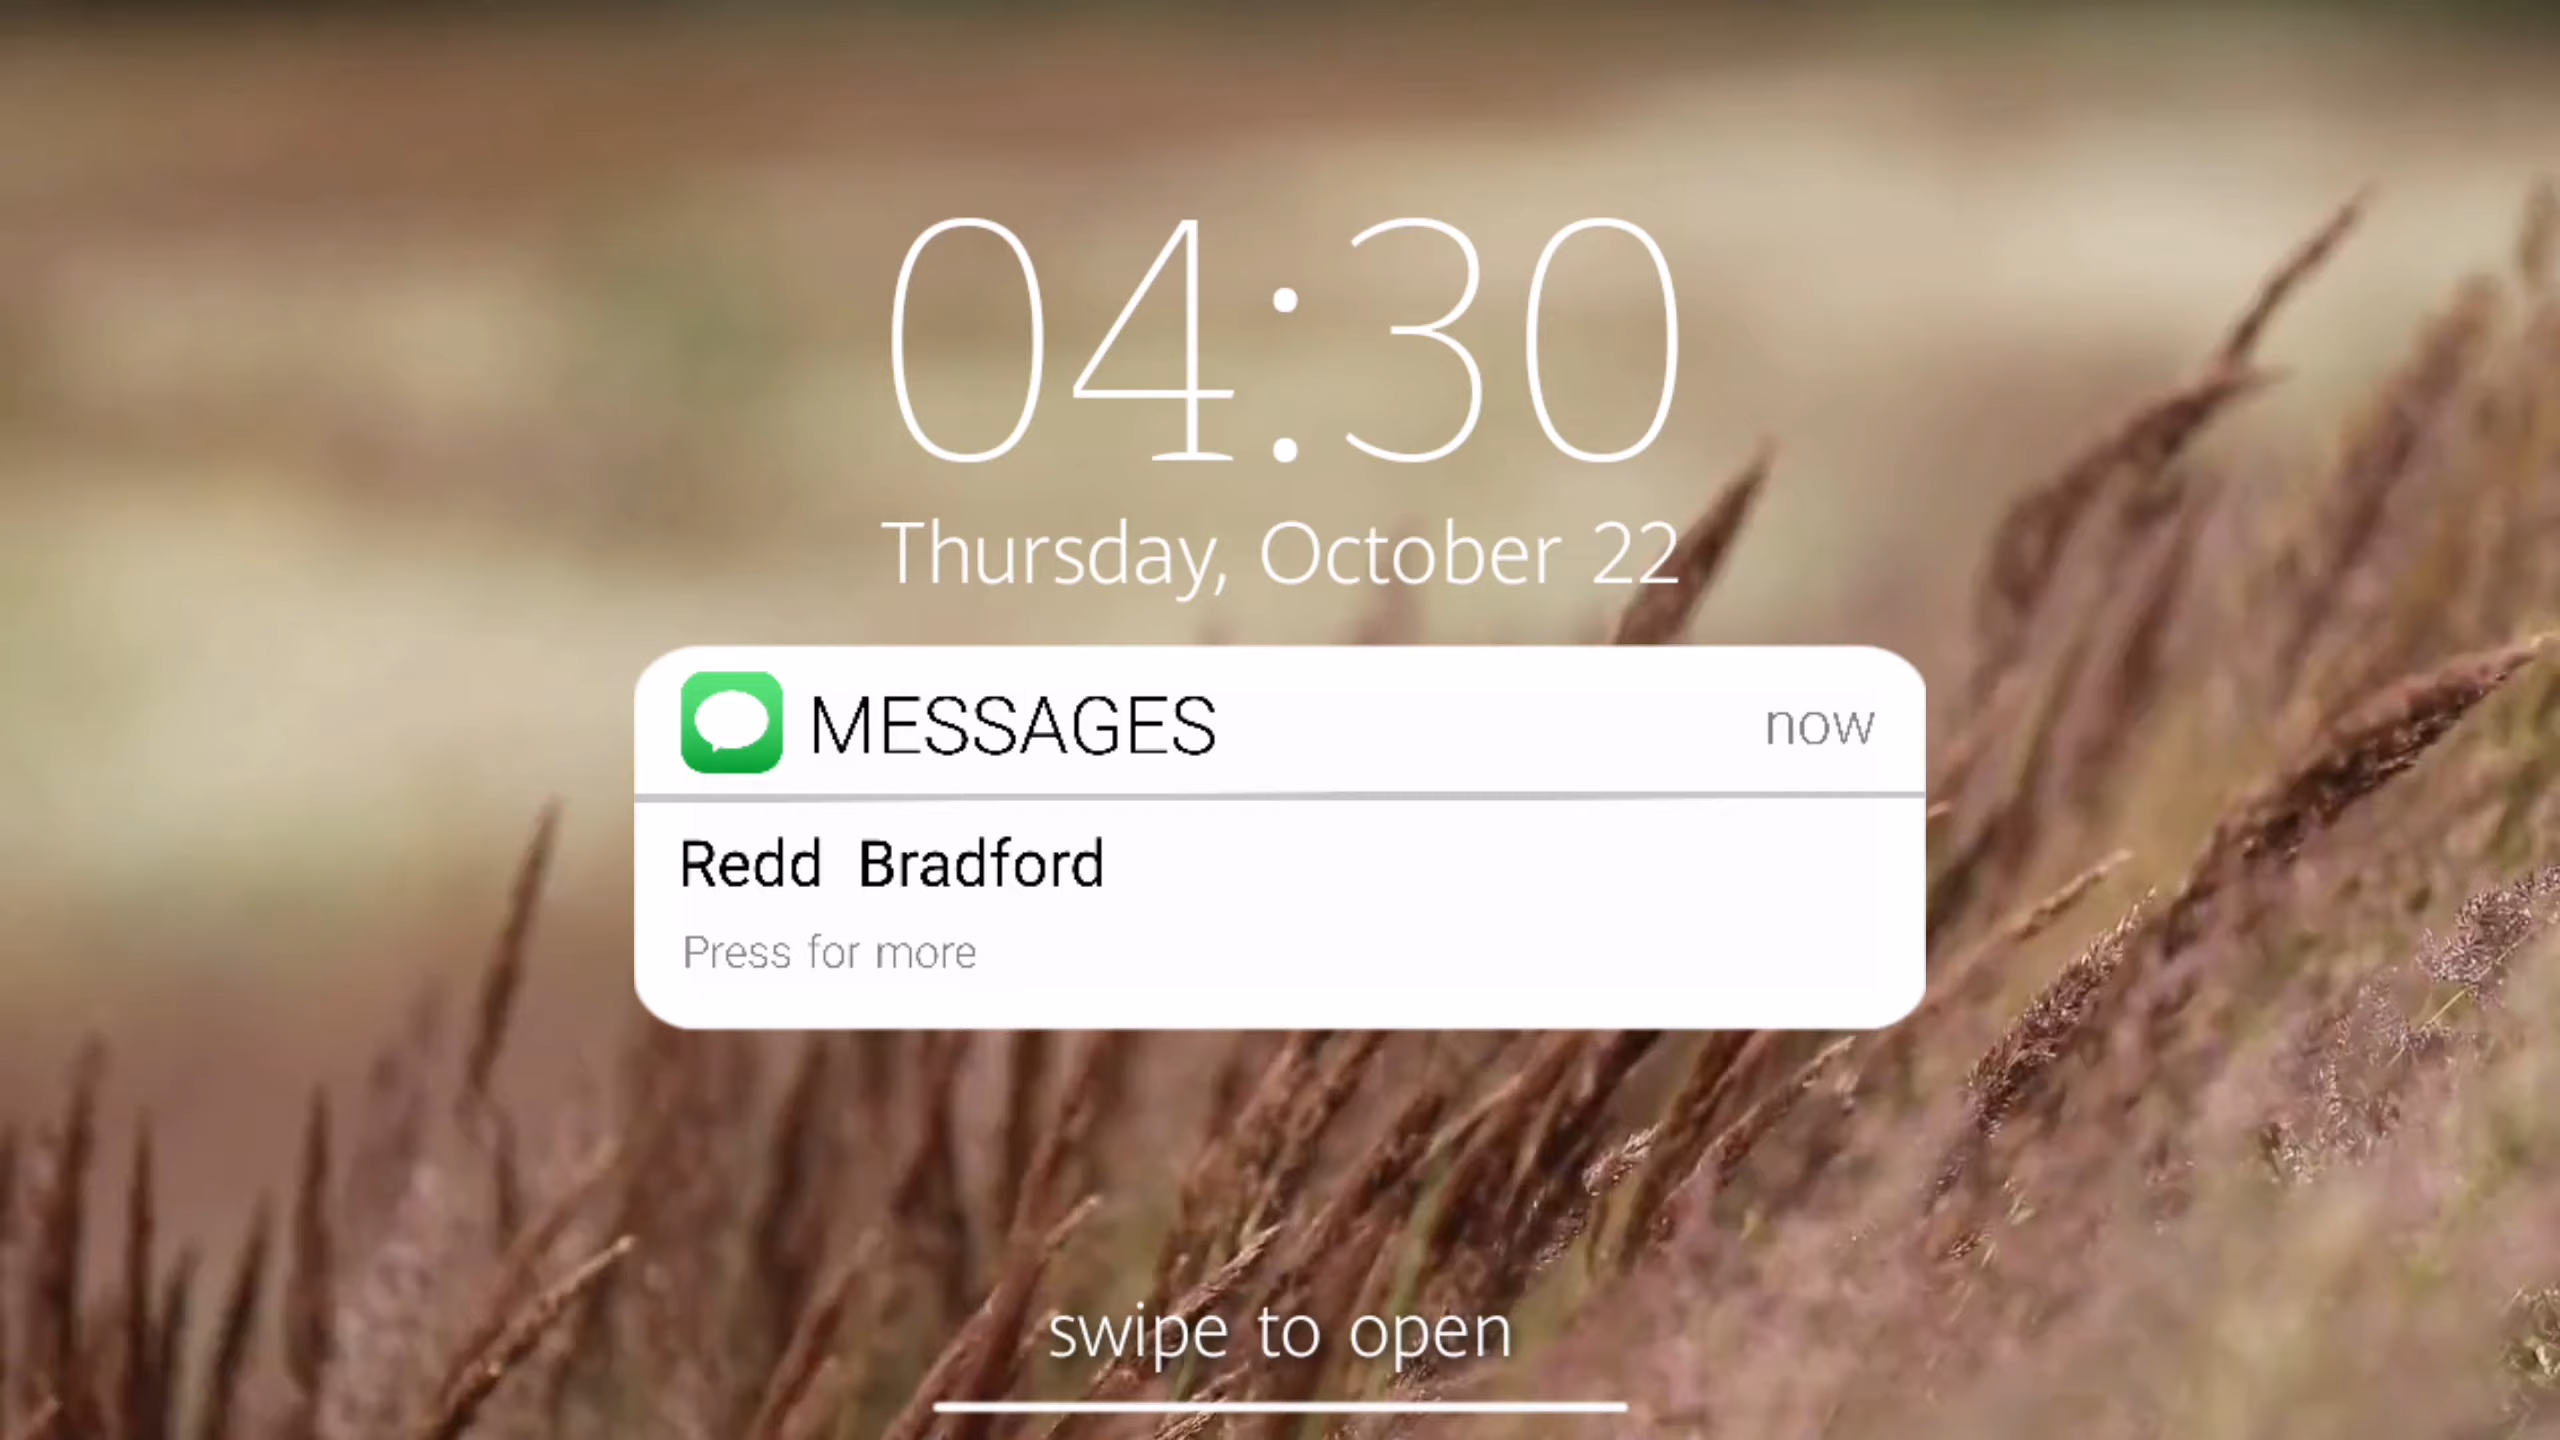 04:30
Thursday, October 22
MESSAGES now
Redd Bradford
Press for more
swipe to open